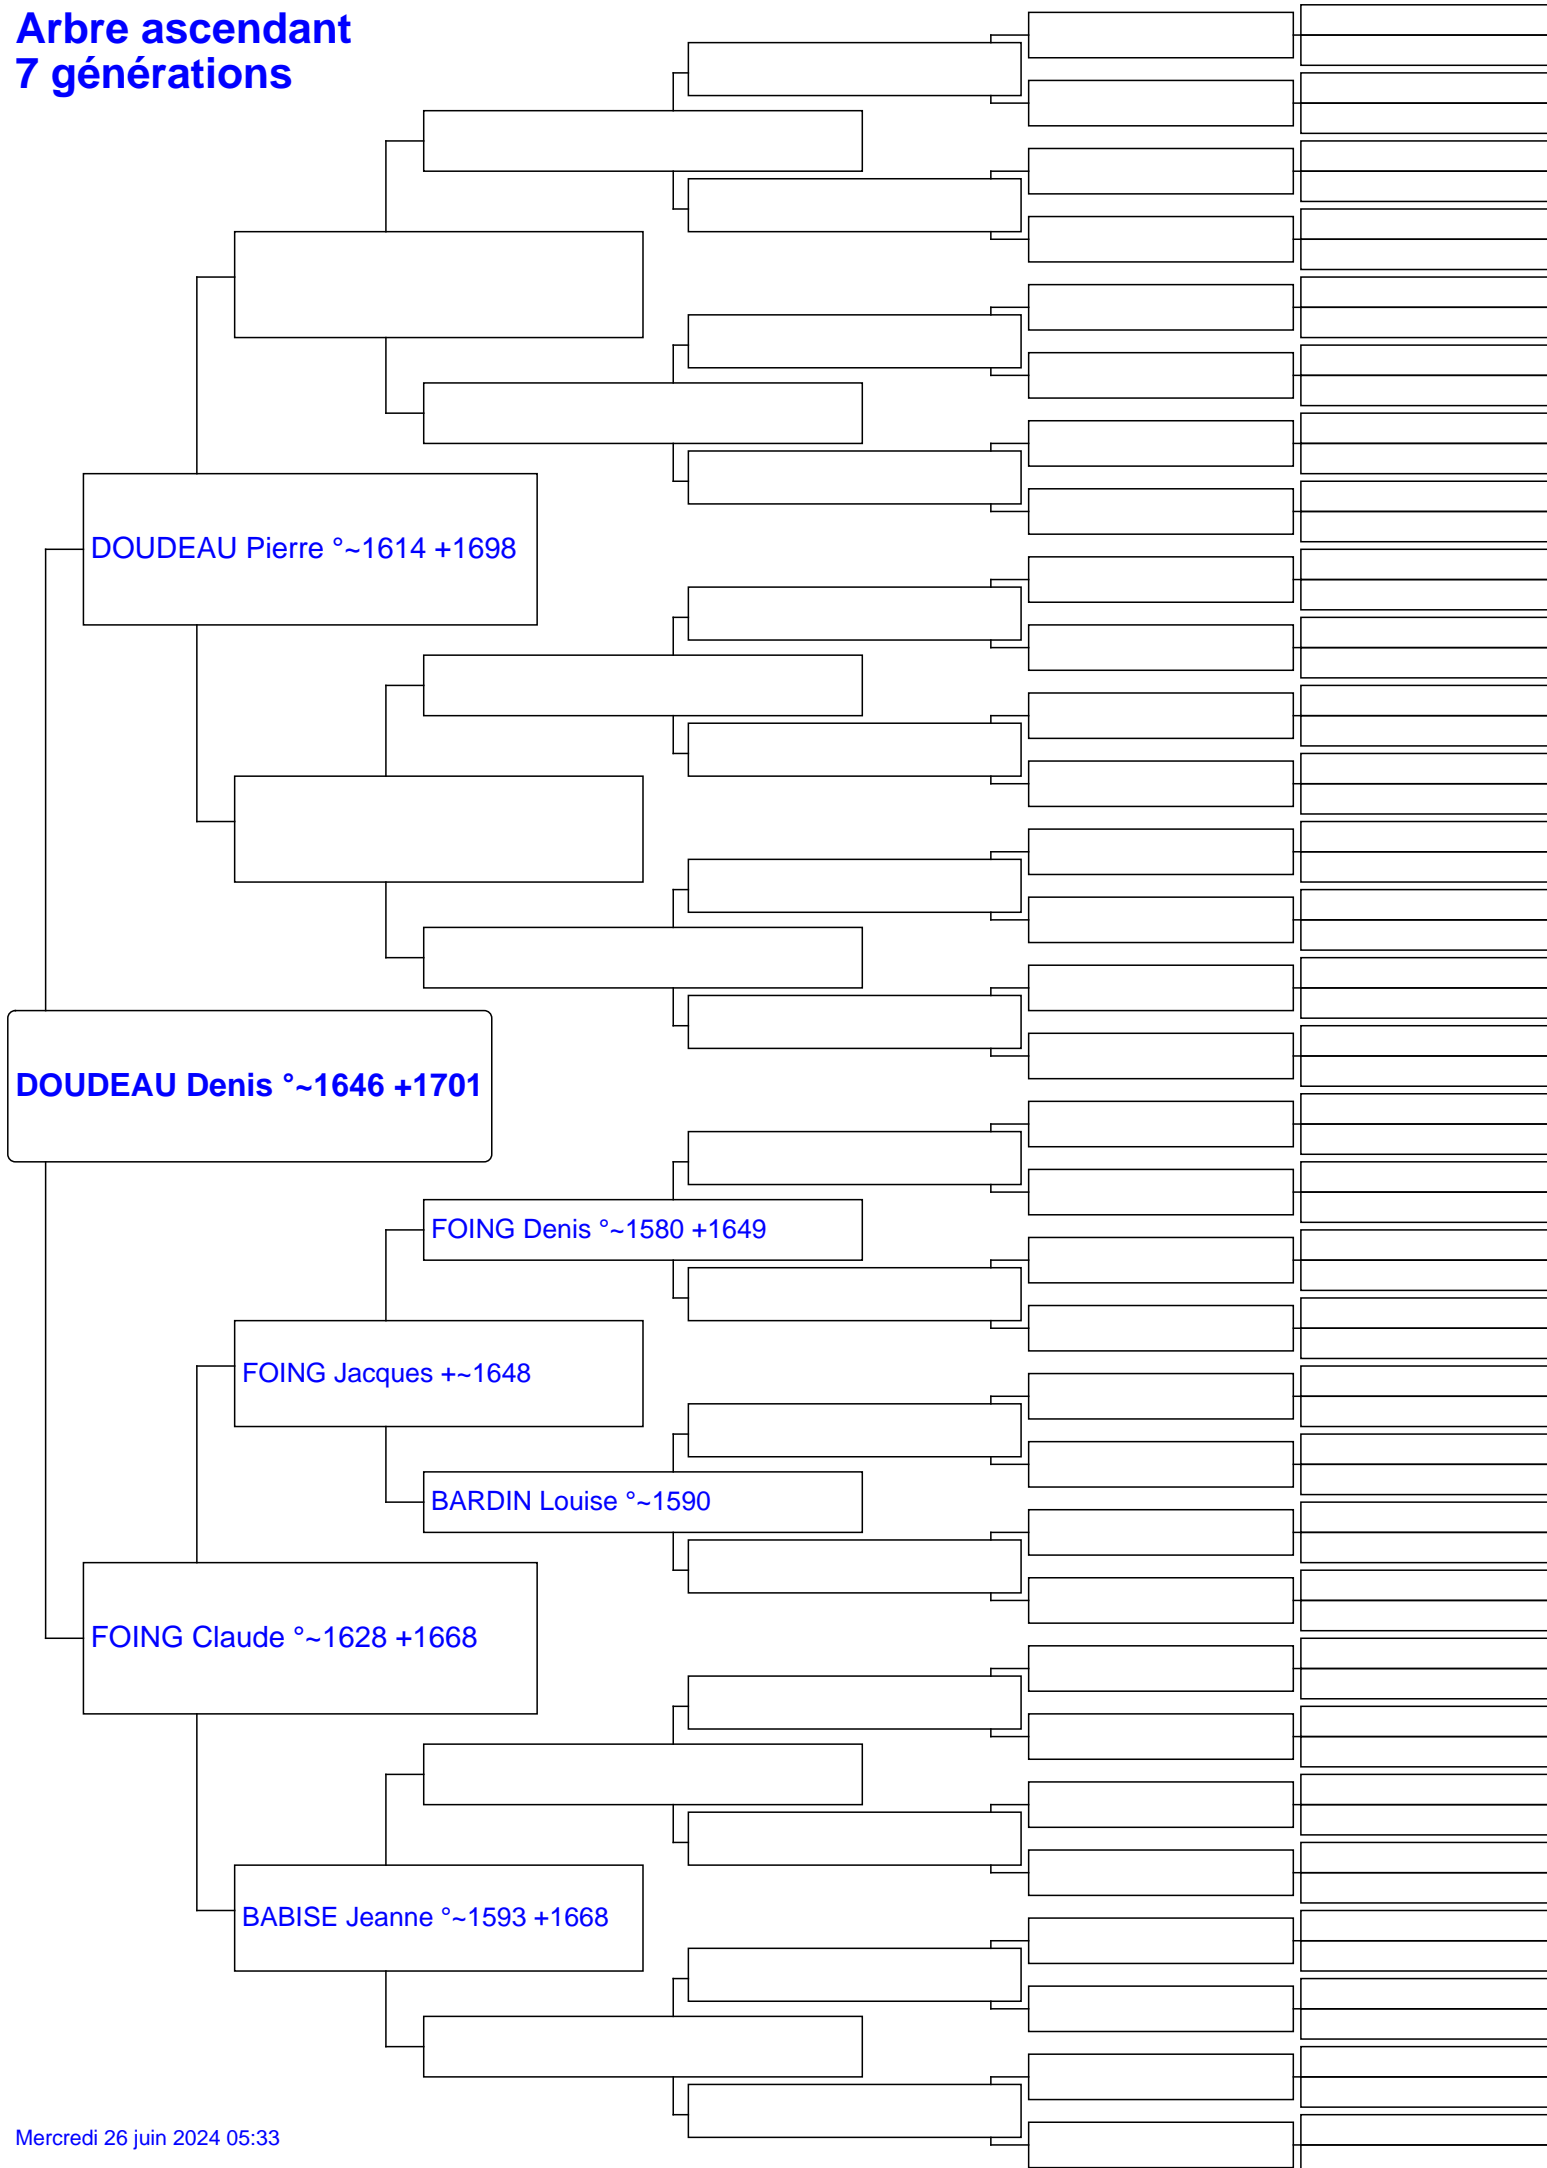 Arbre ascendant
7 générations
DOUDEAU Pierre °~1614 +1698
DOUDEAU Denis °~1646 +1701
FOING Denis °~1580 +1649
FOING Jacques +~1648
BARDIN Louise °~1590
FOING Claude °~1628 +1668
BABISE Jeanne °~1593 +1668
Mercredi 26 juin 2024 05:33